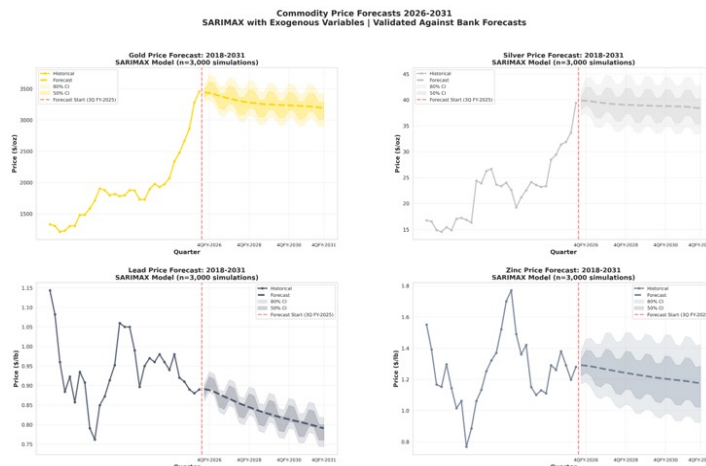 Commodity Price Forecasts 2026-2031
SARIMAX with Exogenous Variables | Validated Against Bank Forecasts
Gold Price Forecast: 2018-2031
SARIMAX Model (n=3,000 simulations)
Historical
Forecast
80% CI
50% CI
Forecast Start (3Q FY-2025)
Price ($/oz)
3500
3000
2500
2000
1500
4QFY-2026
4QFY-2028
4QFY-2030
4QFY-2031
Quarter
Silver Price Forecast: 2018-2031
SARIMAX Model (n=3,000 simulations)
Historical
Forecast
80% CI
50% CI
Forecast Start (3Q FY-2025)
Price ($/oz)
45
40
35
30
25
20
15
4QFY-2026
4QFY-2028
4QFY-2030
4QFY-2031
Quarter
Lead Price Forecast: 2018-2031
SARIMAX Model (n=3,000 simulations)
Historical
Forecast
80% CI
50% CI
Forecast Start (3Q FY-2025)
Price ($/lb)
1.15
1.10
1.05
1.00
0.95
0.90
0.85
0.80
0.75
4QFY-2026
4QFY-2028
4QFY-2030
4QFY-2031
Quarter
Zinc Price Forecast: 2018-2031
SARIMAX Model (n=3,000 simulations)
Historical
Forecast
80% CI
50% CI
Forecast Start (3Q FY-2025)
Price ($/lb)
1.8
1.6
1.4
1.2
1.0
0.8
4QFY-2026
4QFY-2028
4QFY-2030
Quarter